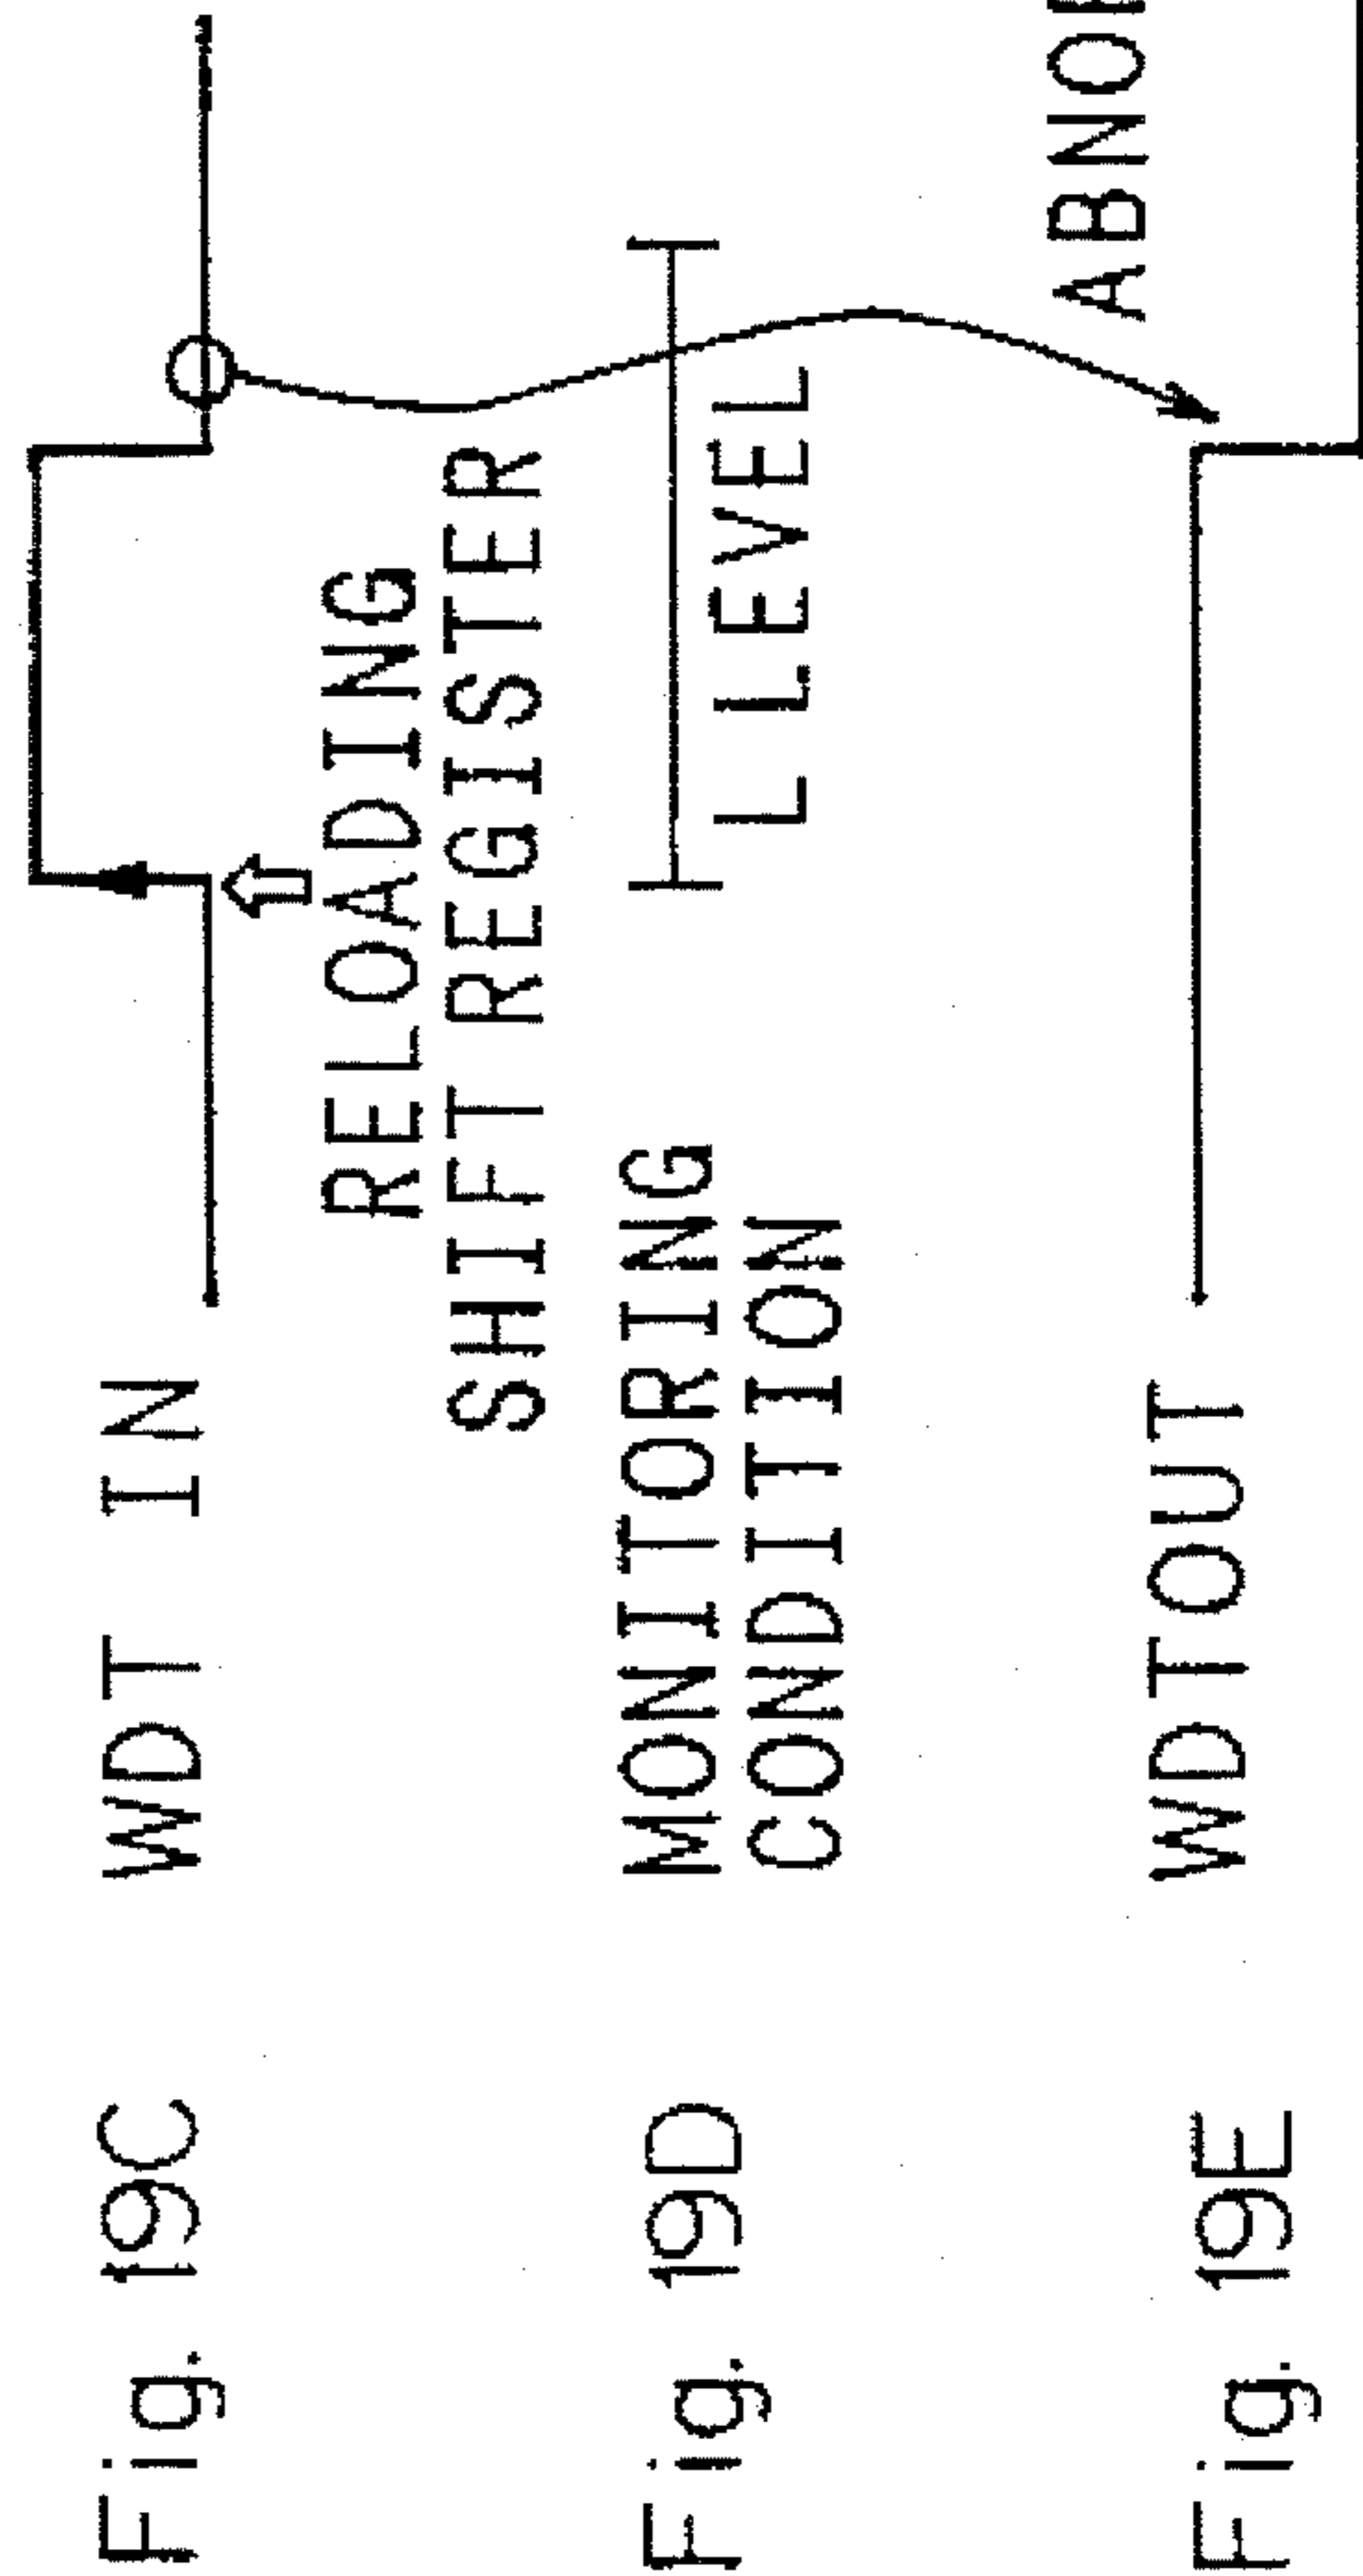 Fig. 19C WDT IN
RELOADING
SHIFT REGISTER
Fig. 19D MONITORING
CONDITION
L LEVEL
Fig. 19E WDTOUT